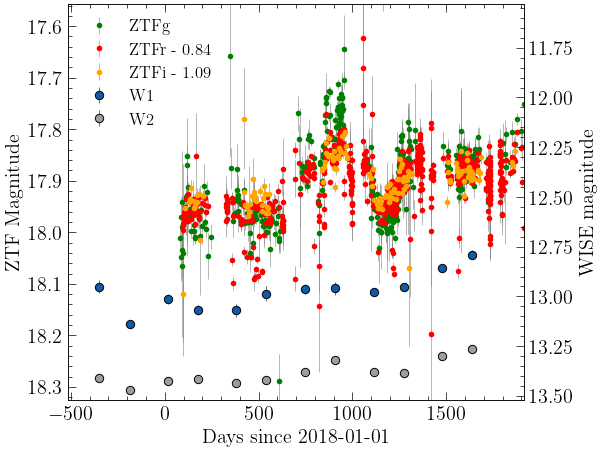 ZTFg
ZTFr - 0.84
ZTFi - 1.09
W1
W2
ZTF Magnitude
17.6
17.7
17.8
17.9
18.0
18.1
18.2
18.3
WISE magnitude
11.75
12.00
12.25
12.50
12.75
13.00
13.25
13.50
−500
0
500
1000
1500
Days since 2018-01-01